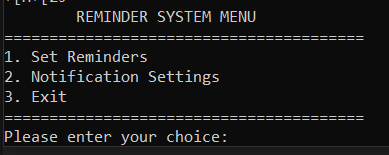 REMINDER SYSTEM MENU
========================================
1. Set Reminders
2. Notification Settings
3. Exit
========================================
Please enter your choice: